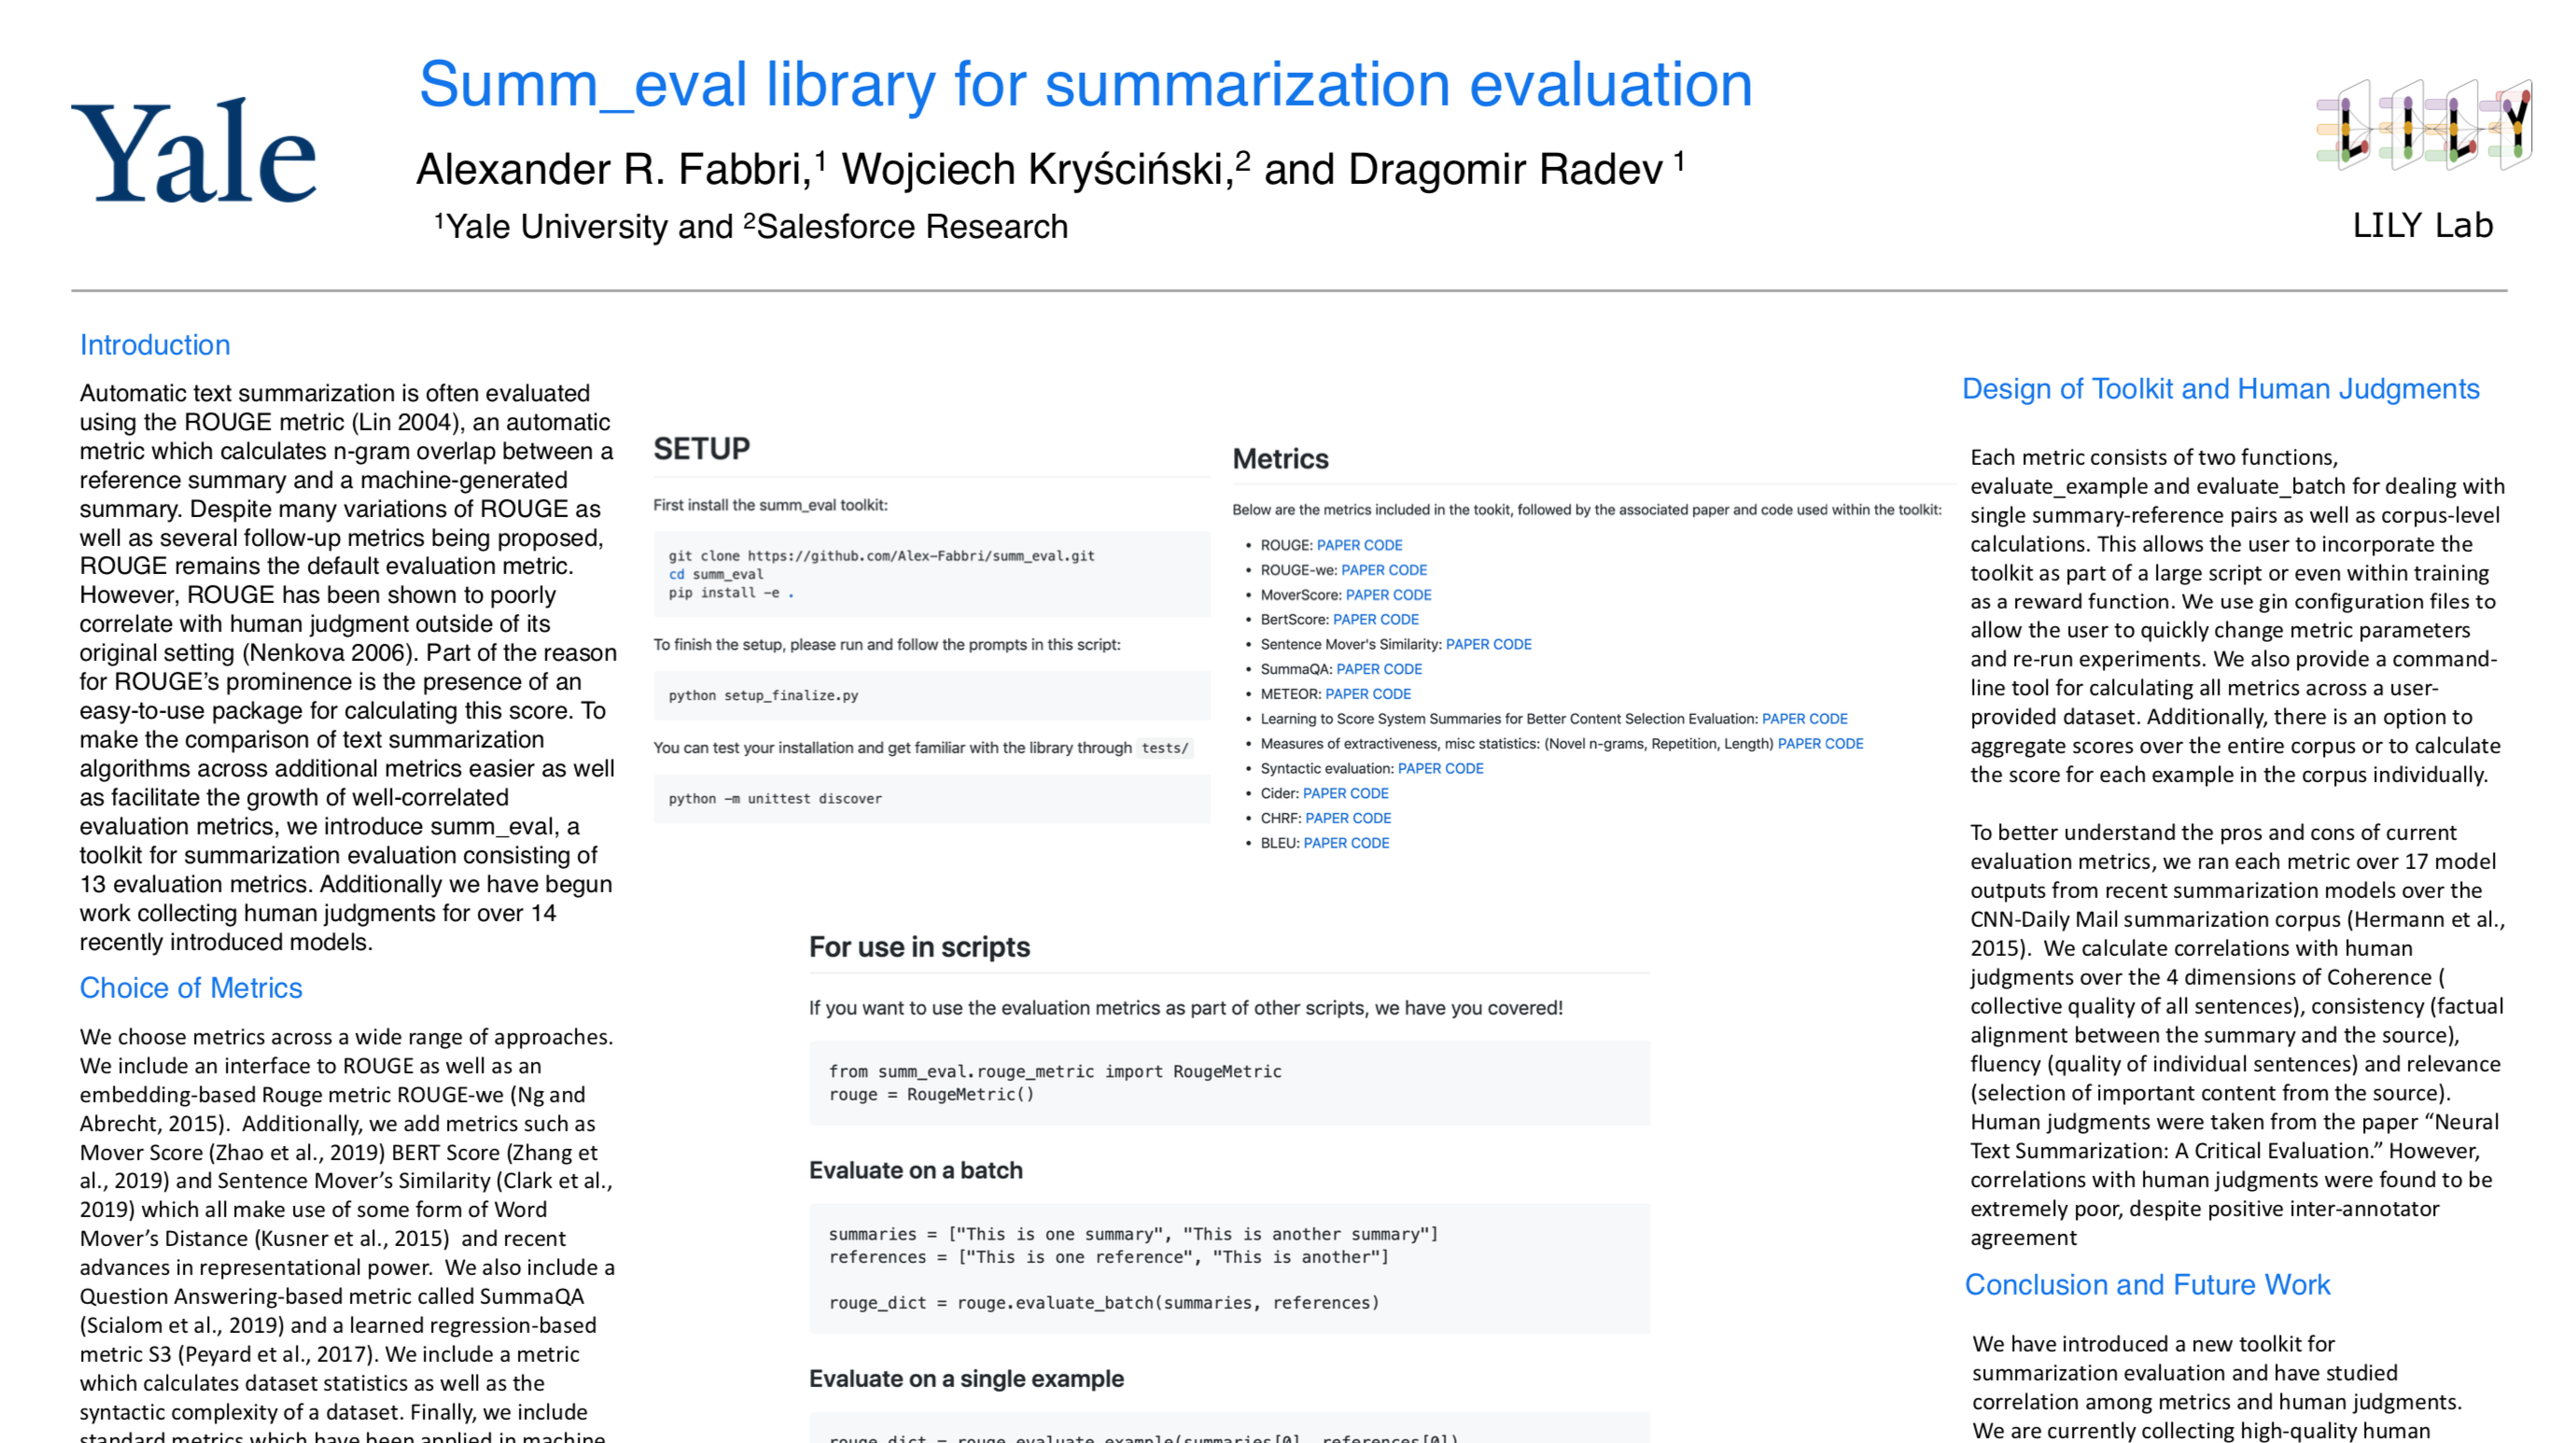 Yale
Summ_eval library for summarization evaluation
Alexander R. Fabbri,¹ Wojciech Kryściński,² and Dragomir Radev ¹
¹Yale University and ²Salesforce Research
LILY
LILY Lab
Introduction
Automatic text summarization is often evaluated
using the ROUGE metric (Lin 2004), an automatic
metric which calculates n-gram overlap between a
reference summary and a machine-generated
summary. Despite many variations of ROUGE as
well as several follow-up metrics being proposed,
ROUGE remains the default evaluation metric.
However, ROUGE has been shown to poorly
correlate with human judgment outside of its
original setting (Nenkova 2006). Part of the reason
for ROUGE’s prominence is the presence of an
easy-to-use package for calculating this score. To
make the comparison of text summarization
algorithms across additional metrics easier as well
as facilitate the growth of well-correlated
evaluation metrics, we introduce summ_eval, a
toolkit for summarization evaluation consisting of
13 evaluation metrics. Additionally we have begun
work collecting human judgments for over 14
recently introduced models.
Choice of Metrics
We choose metrics across a wide range of approaches.
We include an interface to ROUGE as well as an
embedding-based Rouge metric ROUGE-we (Ng and
Abrecht, 2015).  Additionally, we add metrics such as
Mover Score (Zhao et al., 2019) BERT Score (Zhang et
al., 2019) and Sentence Mover’s Similarity (Clark et al.,
2019) which all make use of some form of Word
Mover’s Distance (Kusner et al., 2015)  and recent
advances in representational power.  We also include a
Question Answering-based metric called SummaQA
(Scialom et al., 2019) and a learned regression-based
metric S3 (Peyard et al., 2017). We include a metric
which calculates dataset statistics as well as the
syntactic complexity of a dataset. Finally, we include
standard metrics which have been applied in machine
SETUP
First install the summ_eval toolkit:
git clone https://github.com/Alex-Fabbri/summ_eval.git
cd summ_eval
pip install -e .
To finish the setup, please run and follow the prompts in this script:
python setup_finalize.py
You can test your installation and get familiar with the library through tests/
python -m unittest discover
Metrics
Below are the metrics included in the tookit, followed by the associated paper and code used within the toolkit:
• ROUGE: PAPER CODE
• ROUGE-we: PAPER CODE
• MoverScore: PAPER CODE
• BertScore: PAPER CODE
• Sentence Mover's Similarity: PAPER CODE
• SummaQA: PAPER CODE
• METEOR: PAPER CODE
• Learning to Score System Summaries for Better Content Selection Evaluation: PAPER CODE
• Measures of extractiveness, misc statistics: (Novel n-grams, Repetition, Length) PAPER CODE
• Syntactic evaluation: PAPER CODE
• Cider: PAPER CODE
• CHRF: PAPER CODE
• BLEU: PAPER CODE
For use in scripts
If you want to use the evaluation metrics as part of other scripts, we have you covered!
from summ_eval.rouge_metric import RougeMetric
rouge = RougeMetric()
Evaluate on a batch
summaries = ["This is one summary", "This is another summary"]
references = ["This is one reference", "This is another"]
rouge_dict = rouge.evaluate_batch(summaries, references)
Evaluate on a single example
rouge_dict = rouge.evaluate_example(summaries[0], references[0])
Design of Toolkit and Human Judgments
Each metric consists of two functions,
evaluate_example and evaluate_batch for dealing with
single summary-reference pairs as well as corpus-level
calculations. This allows the user to incorporate the
toolkit as part of a large script or even within training
as a reward function. We use gin configuration files to
allow the user to quickly change metric parameters
and re-run experiments. We also provide a command-
line tool for calculating all metrics across a user-
provided dataset. Additionally, there is an option to
aggregate scores over the entire corpus or to calculate
the score for each example in the corpus individually.
To better understand the pros and cons of current
evaluation metrics, we ran each metric over 17 model
outputs from recent summarization models over the
CNN-Daily Mail summarization corpus (Hermann et al.,
2015).  We calculate correlations with human
judgments over the 4 dimensions of Coherence (
collective quality of all sentences), consistency (factual
alignment between the summary and the source),
fluency (quality of individual sentences) and relevance
(selection of important content from the source).
Human judgments were taken from the paper “Neural
Text Summarization: A Critical Evaluation.” However,
correlations with human judgments were found to be
extremely poor, despite positive inter-annotator
agreement
Conclusion and Future Work
We have introduced a new toolkit for
summarization evaluation and have studied
correlation among metrics and human judgments.
We are currently collecting high-quality human